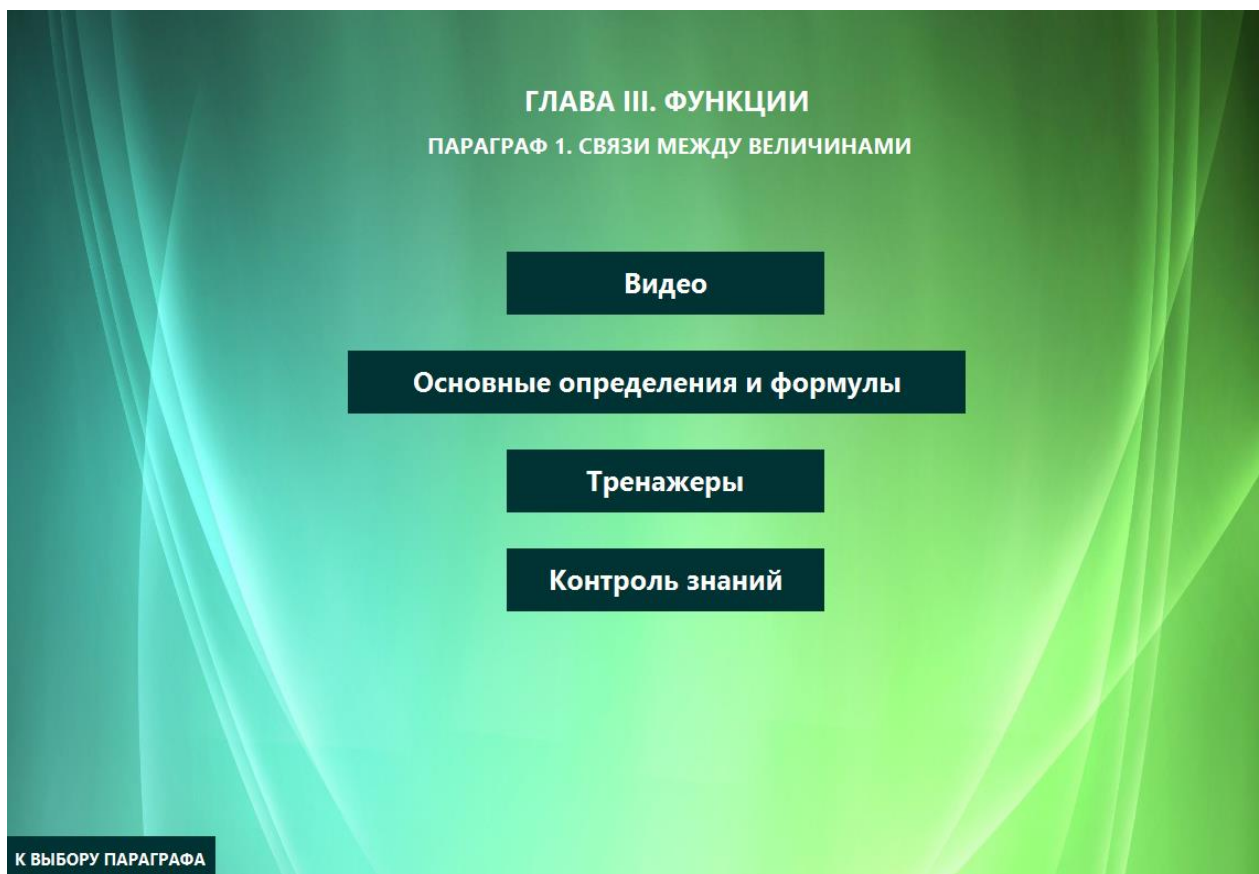 ГЛАВА III. ФУНКЦИИ
ПАРАГРАФ 1. СВЯЗИ МЕЖДУ ВЕЛИЧИНАМИ
Видео
Основные определения и формулы
Тренажеры
Контроль знаний
К ВЫБОРУ ПАРАГРАФА